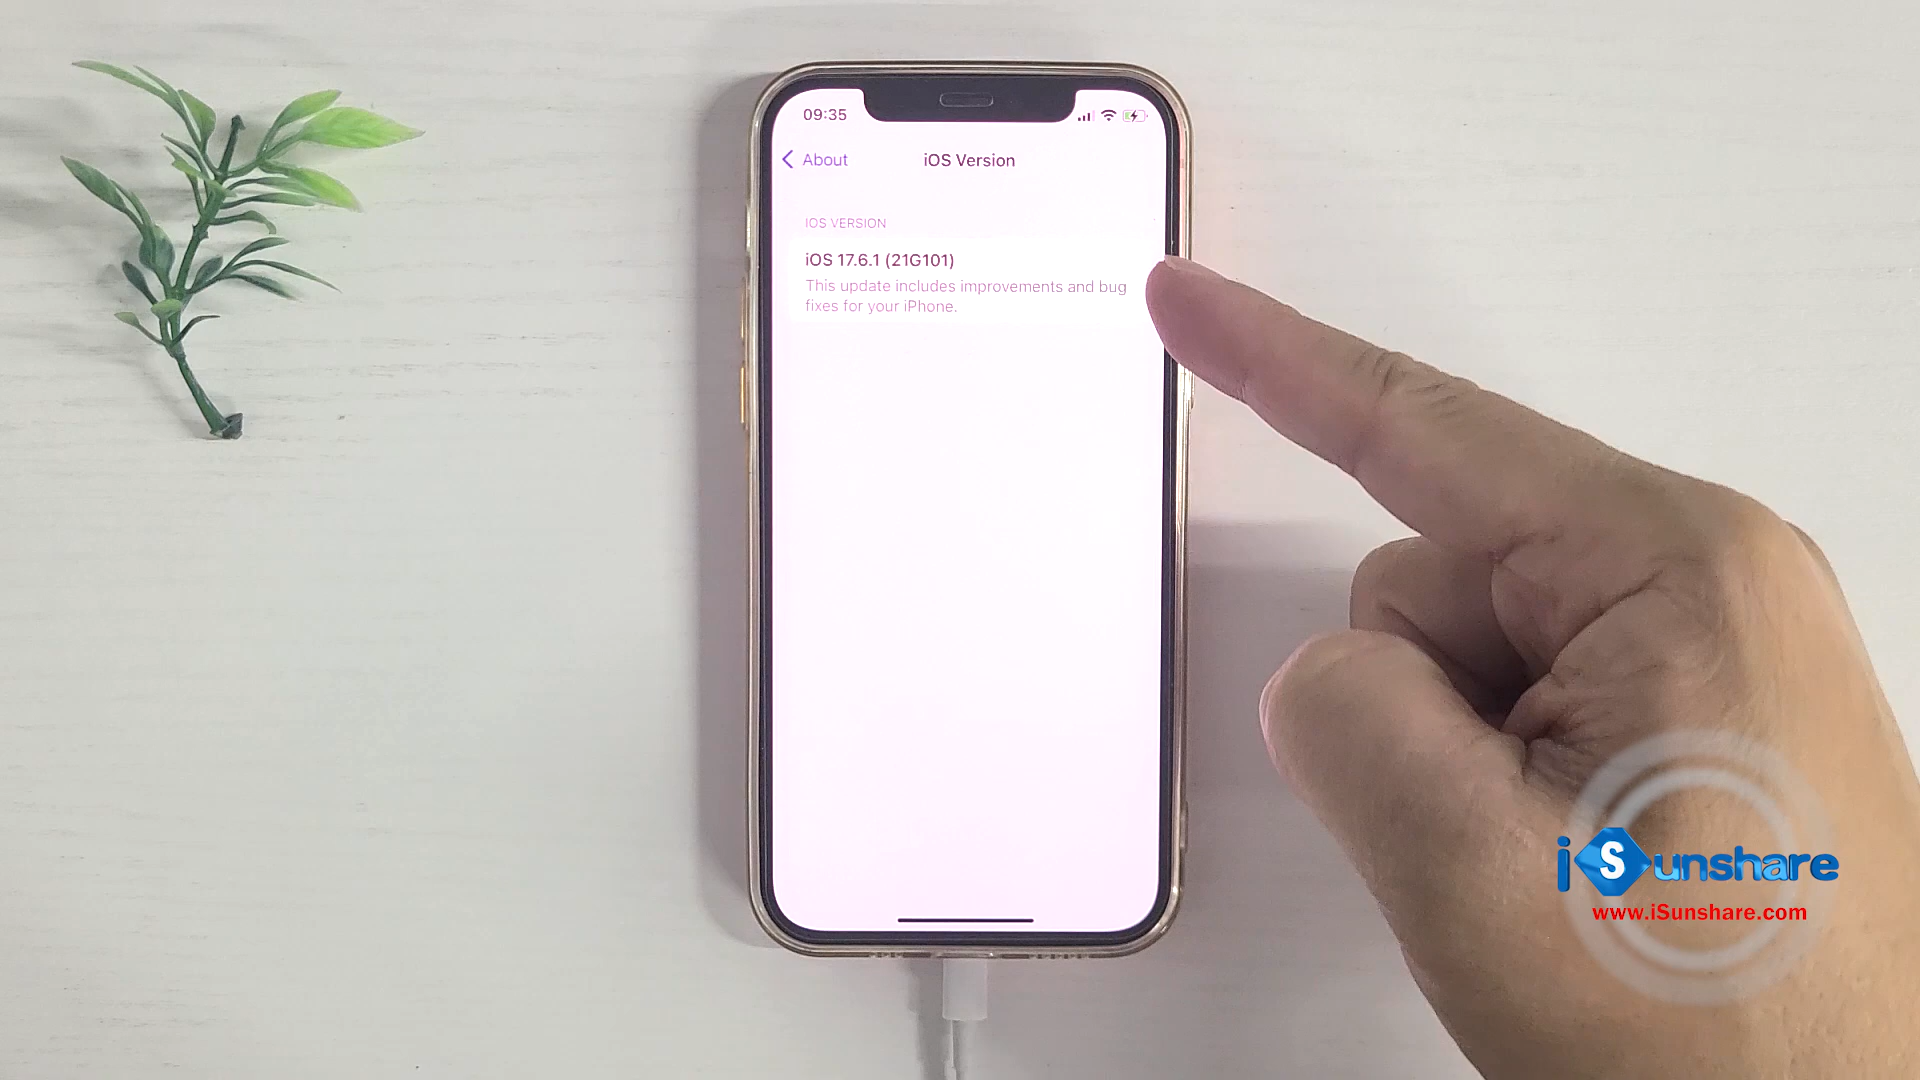 09:35
About
iOS Version
IOS VERSION
iOS 17.6.1 (21G101)
This update includes improvements and bug
fixes for your iPhone.
iSunshare
www.iSunshare.com